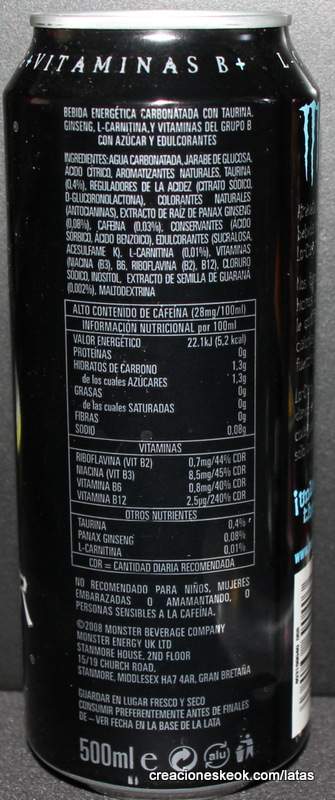 +VITAMINAS B+ L-
BEBIDA ENERGÉTICA CARBONATADA CON TAURINA,
GINSENG, L-CARNITINA, Y VITAMINAS DEL GRUPO B
CON AZÚCAR Y EDULCORANTES
INGREDIENTES: AGUA CARBONATADA, JARABE DE GLUCOSA,
ÁCIDO CÍTRICO, AROMATIZANTES NATURALES, TAURINA
(0,4%), REGULADORES DE LA ACIDEZ (CITRATO SÓDICO,
D-GLUCORONOLACTONA), COLORANTES NATURALES
(ANTOCIANINAS), EXTRACTO DE RAÍZ DE PANAX GINSENG
(0,08%), CAFEÍNA (0,03%), CONSERVANTES (ÁCIDO
SÓRBICO, ÁCIDO BENZOICO), EDULCORANTES (SUCRALOSA,
ACESULFAME K), L-CARNITINA (0,01%), VITAMINAS
(NIACINA (B3), B6, RIBOFLAVINA (B2), B12), CLORURO
SÓDICO, INOSITOL, EXTRACTO DE SEMILLA DE GUARANÁ
(0,002%), MALTODEXTRINA
ALTO CONTENIDO DE CAFEÍNA (28mg/100ml)
INFORMACIÓN NUTRICIONAL por 100ml
VALOR ENERGÉTICO 22.1kJ (5,2 kcal)
PROTEÍNAS 0g
HIDRATOS DE CARBONO 1,3g
de los cuales AZÚCARES 1,3g
GRASAS 0g
de las cuales SATURADAS 0g
FIBRAS 0g
SODIO 0,08g
VITAMINAS
RIBOFLAVINA (VIT B2) 0,7mg/44% CDR
NIACINA (VIT B3) 8,5mg/45% CDR
VITAMINA B6 0,8mg/40% CDR
VITAMINA B12 2,5µg/240% CDR
OTROS NUTRIENTES
TAURINA 0,4%
PANAX GINSENG 0.08%
L-CARNITINA 0.01%
CDR = CANTIDAD DIARIA RECOMENDADA
NO RECOMENDADO PARA NIÑOS, MUJERES
EMBARAZADAS O AMAMANTANDO, O
PERSONAS SENSIBLES A LA CAFEÍNA.
©2008 MONSTER BEVERAGE COMPANY
MONSTER ENERGY UK LTD
STANMORE HOUSE, 2ND FLOOR
15/19 CHURCH ROAD,
STANMORE, MIDDLESEX HA7 4AR, GRAN BRETAÑA
GUARDAR EN LUGAR FRESCO Y SECO
CONSUMIR PREFERENTEMENTE ANTES DE FINALES
DE – VER FECHA EN LA BASE DE LA LATA
500ml e alu
creacioneskeok.com/latas